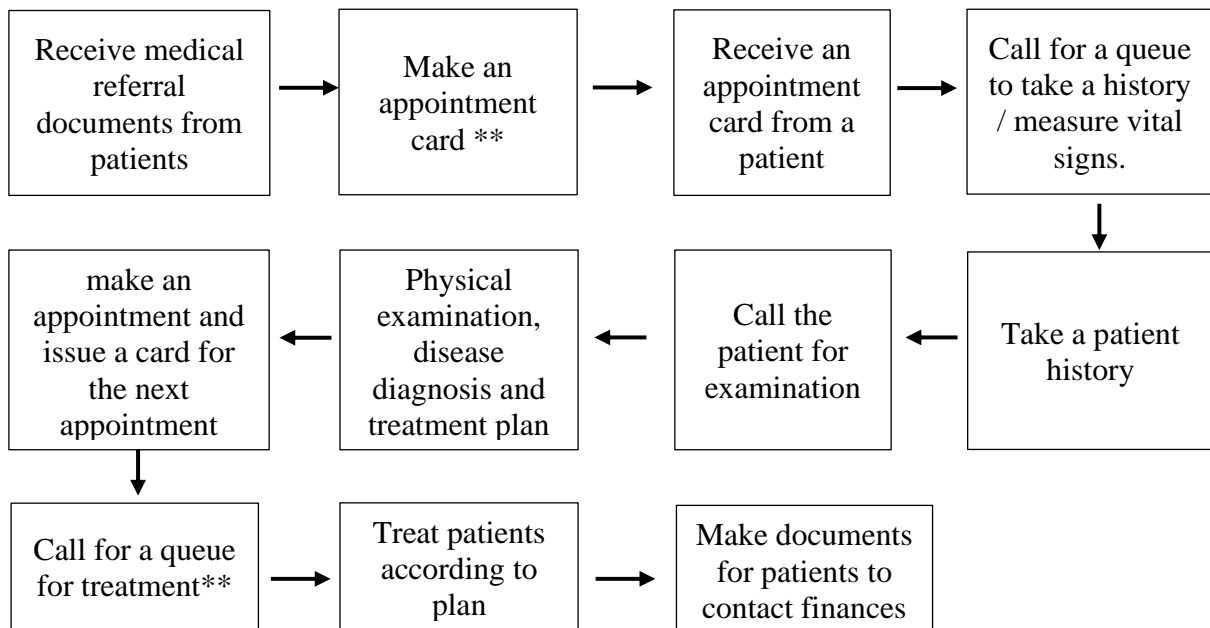 Receive medical
referral
documents from
patients
Make an
appointment
card **
Receive an
appointment
card from a
patient
Call for a queue
to take a history
/ measure vital
signs.
Take a patient
history
Call the
patient for
examination
Physical
examination,
disease
diagnosis and
treatment plan
make an
appointment and
issue a card for
the next
appointment
Call for a queue
for treatment**
Treat patients
according to
plan
Make documents
for patients to
contact finances